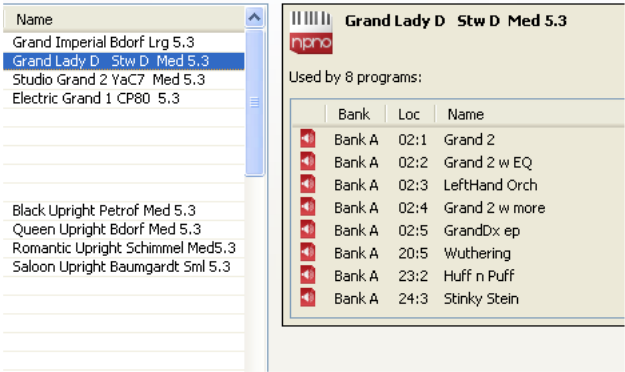 Name
Grand Imperial Bdorf Lrg 5.3
Grand Lady D Stw D Med 5.3
Studio Grand 2 YaC7 Med 5.3
Electric Grand 1 CP80 5.3
Black Upright Petrof Med 5.3
Queen Upright Bdorf Med 5.3
Romantic Upright Schimmel Med5.3
Saloon Upright Baumgardt Sml 5.3
npno
Grand Lady D Stw D Med 5.3
Used by 8 programs:
Bank Loc Name
Bank A 02:1 Grand 2
Bank A 02:2 Grand 2 w EQ
Bank A 02:3 LeftHand Orch
Bank A 02:4 Grand 2 w more
Bank A 02:5 GrandDx ep
Bank A 20:5 Wuthering
Bank A 23:2 Huff n Puff
Bank A 24:3 Stinky Stein